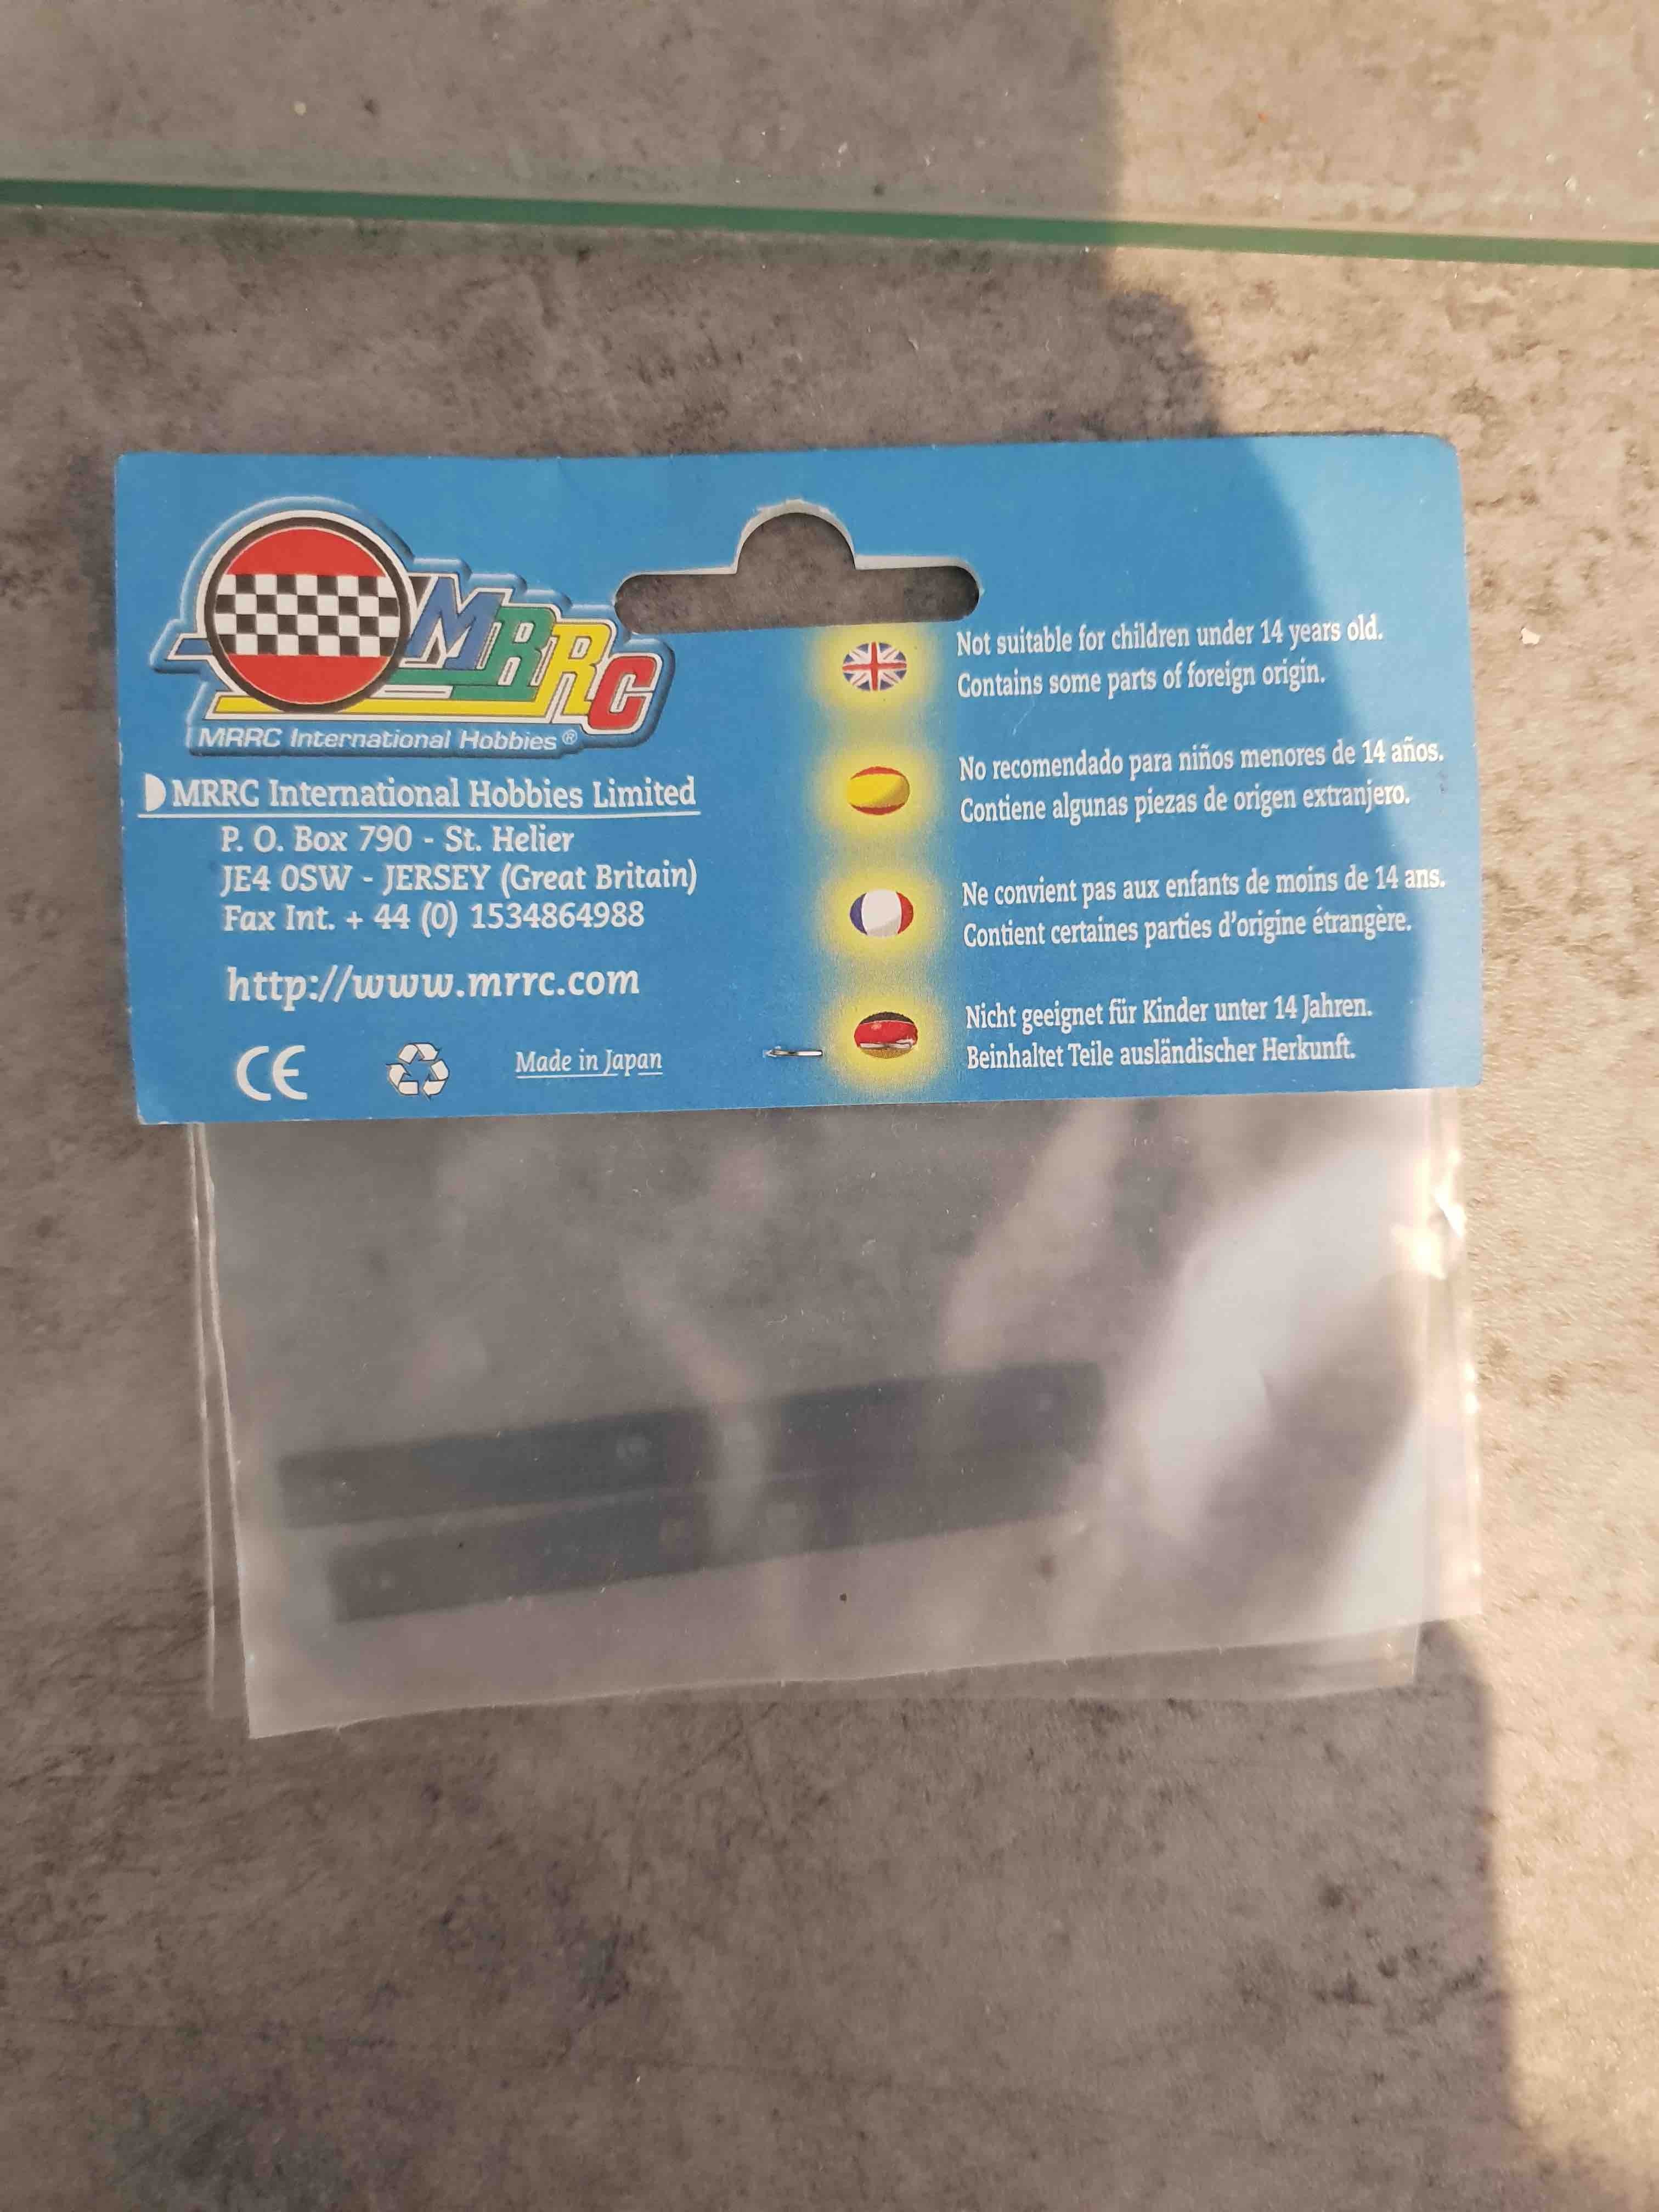 MRRC
MRRC International Hobbies ®
MRRC International Hobbies Limited
P. O. Box 790 - St. Helier
JE4 0SW - JERSEY (Great Britain)
Fax Int. + 44 (0) 1534864988
http://www.mrrc.com
CE
Made in Japan
Not suitable for children under 14 years old.
Contains some parts of foreign origin.
No recomendado para niños menores de 14 años.
Contiene algunas piezas de origen extranjero.
Ne convient pas aux enfants de moins de 14 ans.
Contient certaines parties d'origine étrangère.
Nicht geeignet für Kinder unter 14 Jahren.
Beinhaltet Teile ausländischer Herkunft.